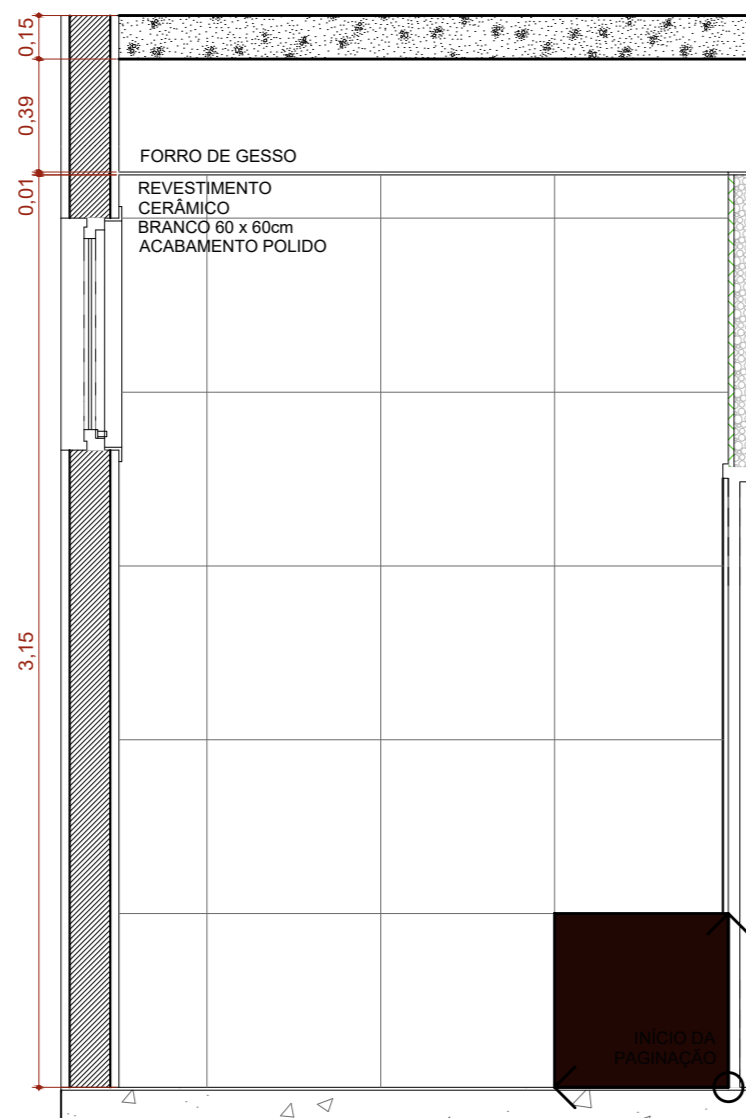 0,15
0,39
FORRO DE GESSO
0,01
REVESTIMENTO
CERÂMICO
BRANCO 60 x 60cm
ACABAMENTO POLIDO
3,15
INÍCIO DA
PAGINAÇÃO